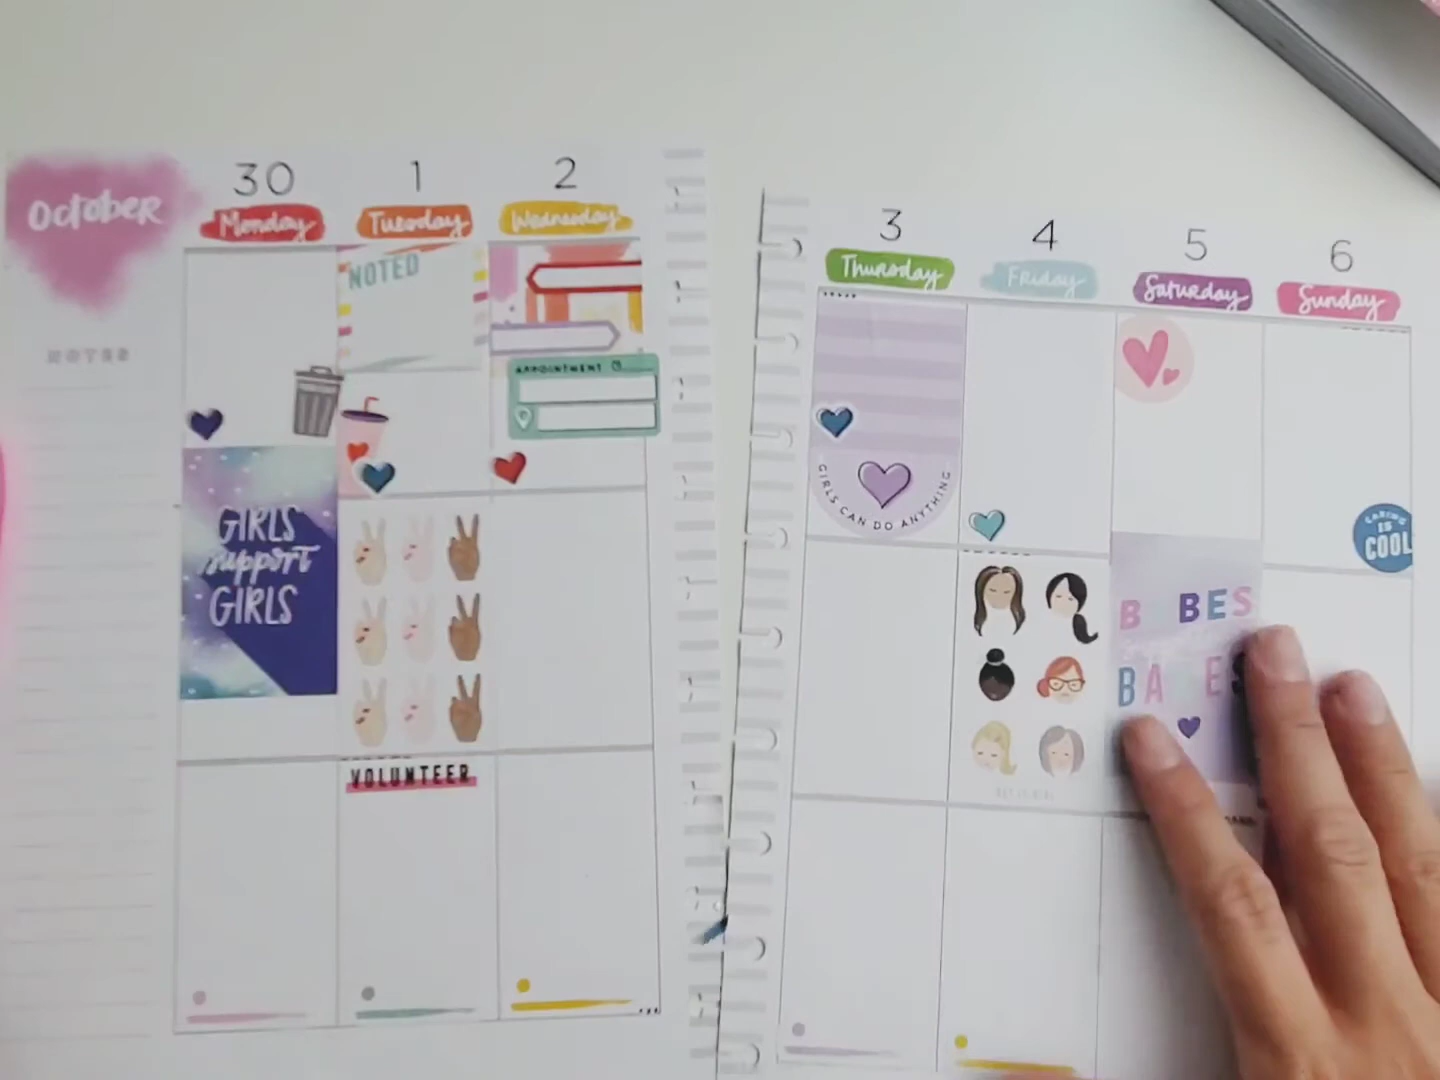 October
30 1 2
Monday Tuesday Wednesday
NOTES
NOTED
APPOINTMENT
GIRLS
support
GIRLS
VOLUNTEER
3 4 5 6
Thursday Friday Saturday Sunday
GIRLS CAN DO ANYTHING
CARING
IS
COOL
B BES
BA ES